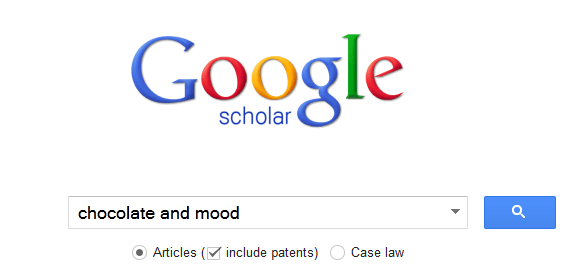 Google
scholar
chocolate and mood
Articles (include patents) Case law